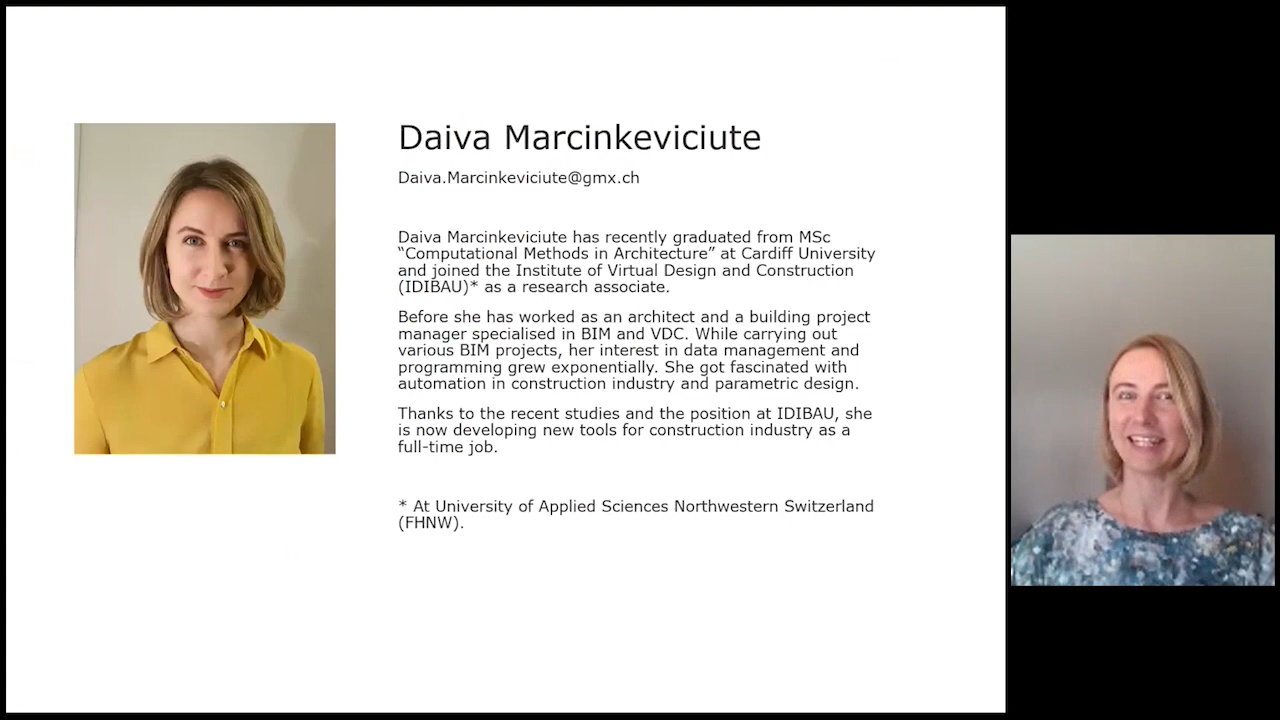 Daiva Marcinkeviciute
Daiva.Marcinkeviciute@gmx.ch
Daiva Marcinkeviciute has recently graduated from MSc
“Computational Methods in Architecture” at Cardiff University
and joined the Institute of Virtual Design and Construction
(IDIBAU)* as a research associate.
Before she has worked as an architect and a building project
manager specialised in BIM and VDC. While carrying out
various BIM projects, her interest in data management and
programming grew exponentially. She got fascinated with
automation in construction industry and parametric design.
Thanks to the recent studies and the position at IDIBAU, she
is now developing new tools for construction industry as a
full-time job.
* At University of Applied Sciences Northwestern Switzerland
(FHNW).